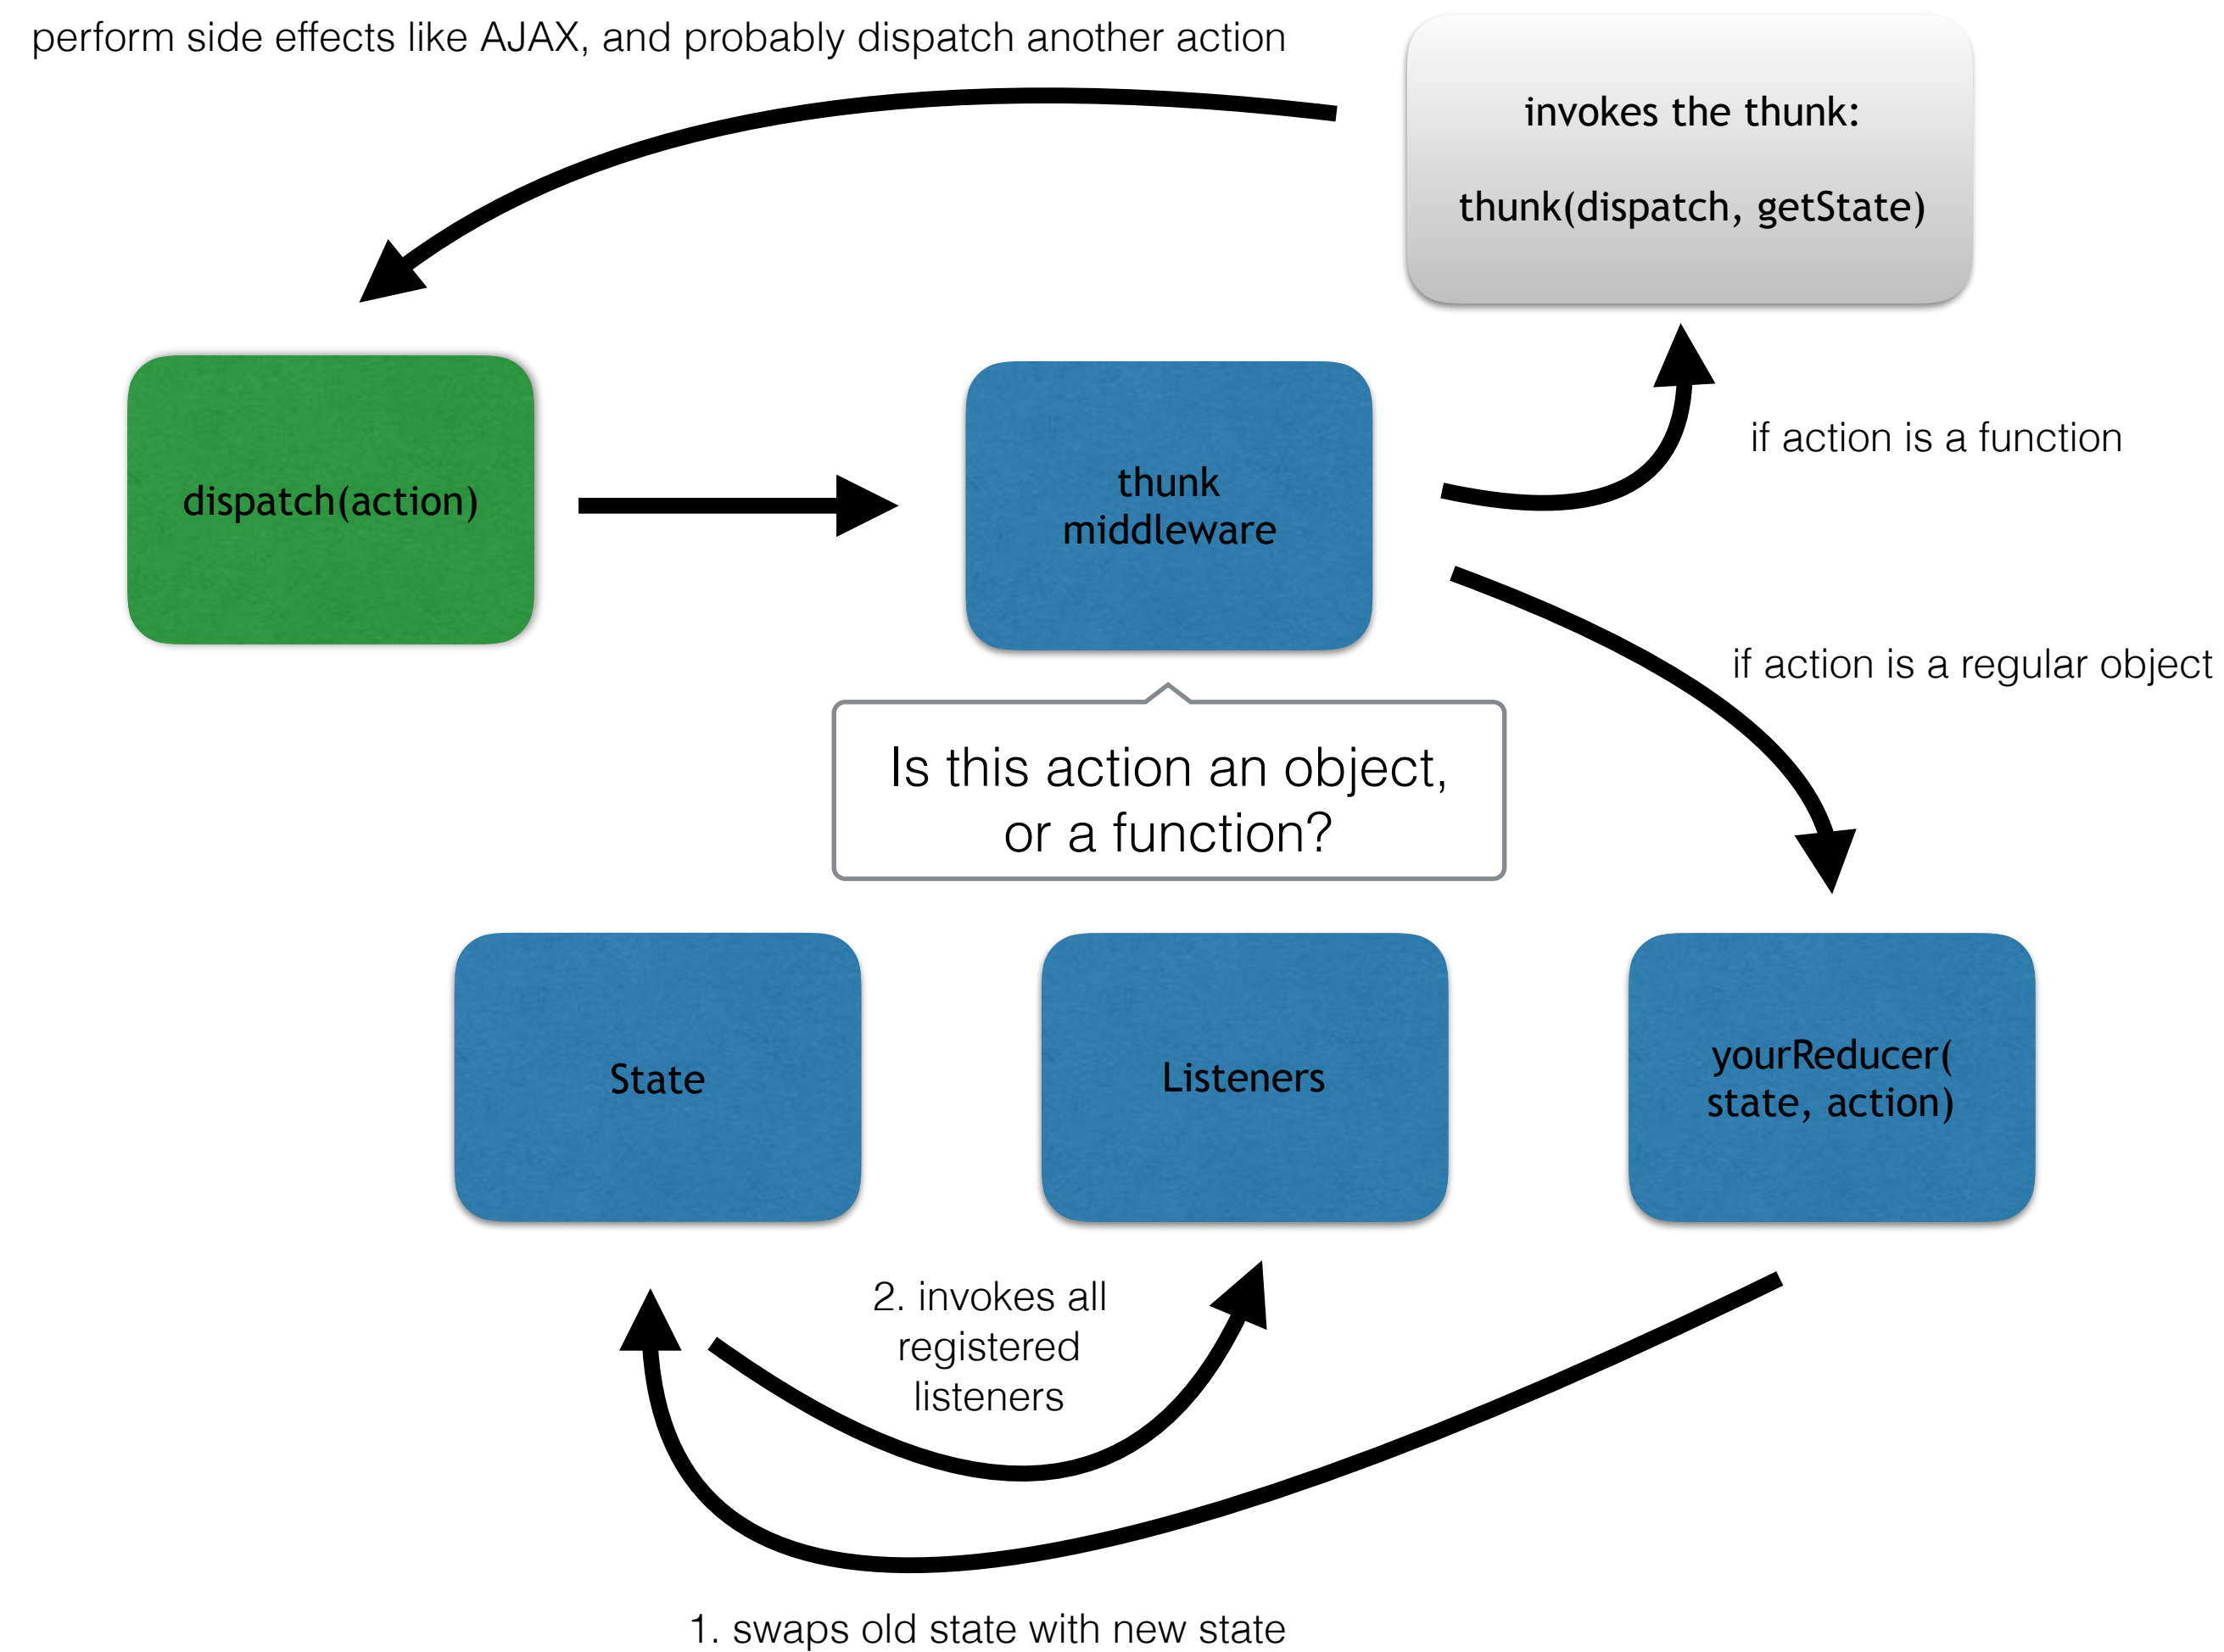 perform side effects like AJAX, and probably dispatch another action
invokes the thunk:
thunk(dispatch, getState)
if action is a function
dispatch(action)
thunk
middleware
if action is a regular object
Is this action an object,
or a function?
State
Listeners
yourReducer(
state, action)
2. invokes all
registered
listeners
1. swaps old state with new state